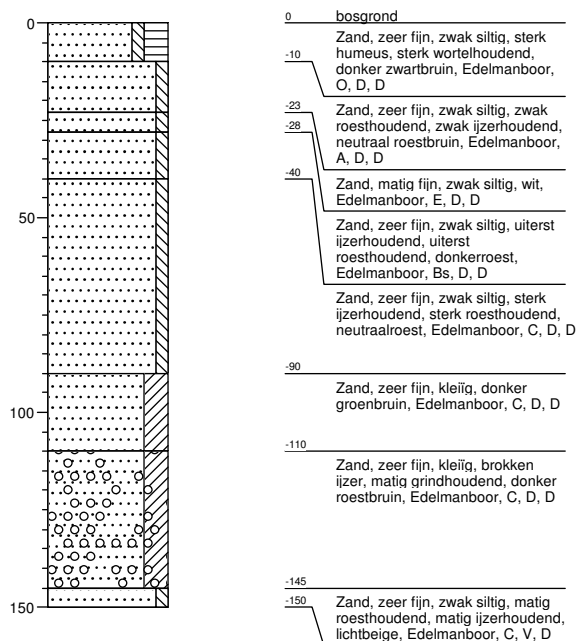 0
50
100
150
0 bosgrond
Zand, zeer fijn, zwak siltig, sterk
humeus, sterk wortelhoudend,
-10
donker zwartbruin, Edelmanboor,
O, D, D
-23
Zand, zeer fijn, zwak siltig, zwak
roesthoudend, zwak ijzerhoudend,
-28
neutraal roestbruin, Edelmanboor,
A, D, D
-40
Zand, matig fijn, zwak siltig, wit,
Edelmanboor, E, D, D
Zand, zeer fijn, zwak siltig, uiterst
ijzerhoudend, uiterst
roesthoudend, donkerroest,
Edelmanboor, Bs, D, D
Zand, zeer fijn, zwak siltig, sterk
ijzerhoudend, sterk roesthoudend,
neutraalroest, Edelmanboor, C, D, D
-90
Zand, zeer fijn, kleiïg, donker
groenbruin, Edelmanboor, C, D, D
-110
Zand, zeer fijn, kleiïg, brokken
ijzer, matig grindhoudend, donker
roestbruin, Edelmanboor, C, D, D
-145
-150
Zand, zeer fijn, zwak siltig, matig
roesthoudend, matig ijzerhoudend,
lichtbeige, Edelmanboor, C, V, D